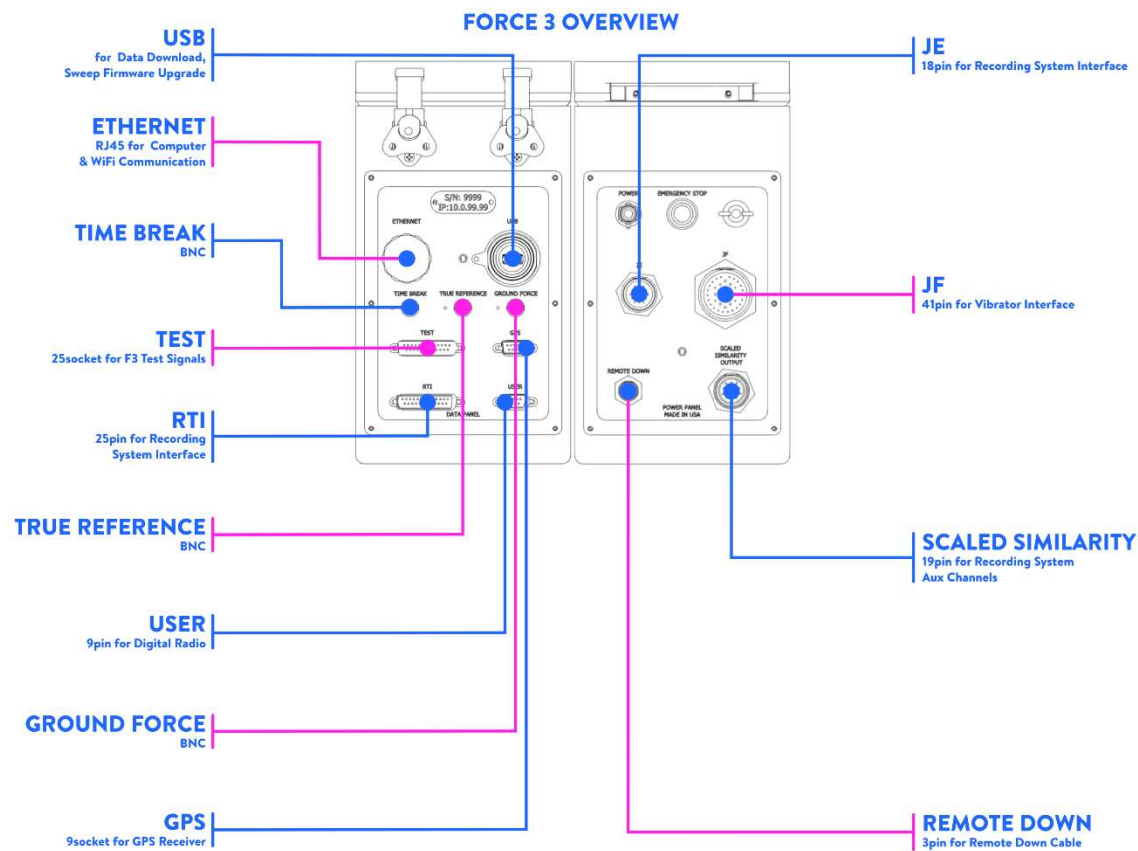 FORCE 3 OVERVIEW
USB
for Data Download,
Sweep Firmware Upgrade
ETHERNET
RJ45 for Computer
& WiFi Communication
TIME BREAK
BNC
TEST
25socket for F3 Test Signals
RTI
25pin for Recording
System Interface
TRUE REFERENCE
BNC
USER
9pin for Digital Radio
GROUND FORCE
BNC
GPS
9socket for GPS Receiver
S/N: 9999
IP:10.0.99.99
ETHERNET
USB
TIME BREAK
TRUE REFERENCE
GROUND FORCE
TEST
GPS
RTI
USER
DATA PANEL
POWER
EMERGENCY STOP
JF
SCALED
SIMILARITY
OUTPUT
REMOTE DOWN
POWER PANEL
MADE IN USA
JE
18pin for Recording System Interface
JF
41pin for Vibrator Interface
SCALED SIMILARITY
19pin for Recording System
Aux Channels
REMOTE DOWN
3pin for Remote Down Cable